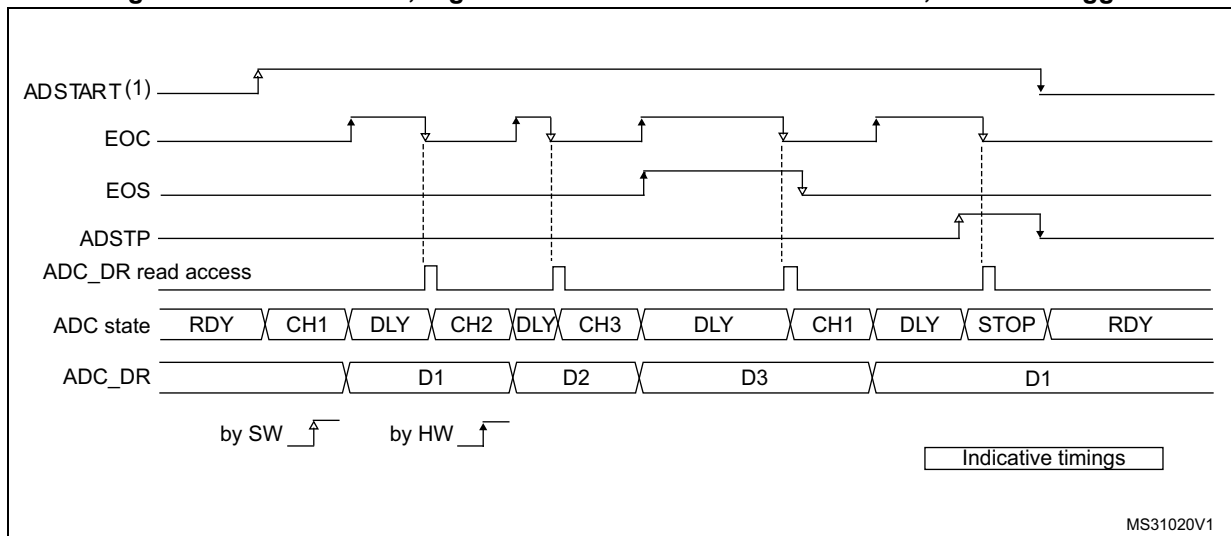 ADSTART(1)
EOC
EOS
ADSTP
ADC_DR read access
ADC state RDY CH1 DLY CH2 DLY CH3 DLY CH1 DLY STOP RDY
ADC_DR D1 D2 D3 D1
by SW by HW
Indicative timings
MS31020V1